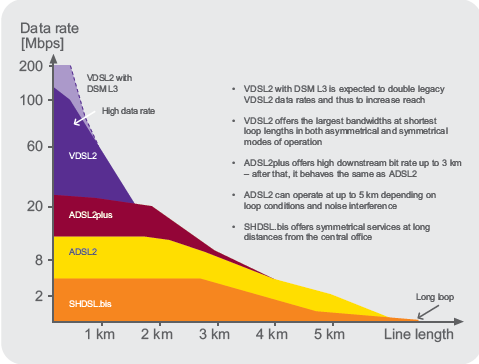 Data rate
[Mbps]
200
100
60
20
8
2
VDSL2 with
DSM L3
High data rate
VDSL2
ADSL2plus
ADSL2
SHDSL.bis
• VDSL2 with DSM L3 is expected to double legacy
VDSL2 data rates and thus to increase reach
• VDSL2 offers the largest bandwidths at shortest
loop lengths in both asymmetrical and symmetrical
modes of operation
• ADSL2plus offers high downstream bit rate up to 3 km
– after that, it behaves the same as ADSL2
• ADSL2 can operate at up to 5 km depending on
loop conditions and noise interference
• SHDSL.bis offers symmetrical services at long
distances from the central office
Long loop
1 km 2 km 3 km 4 km 5 km Line length